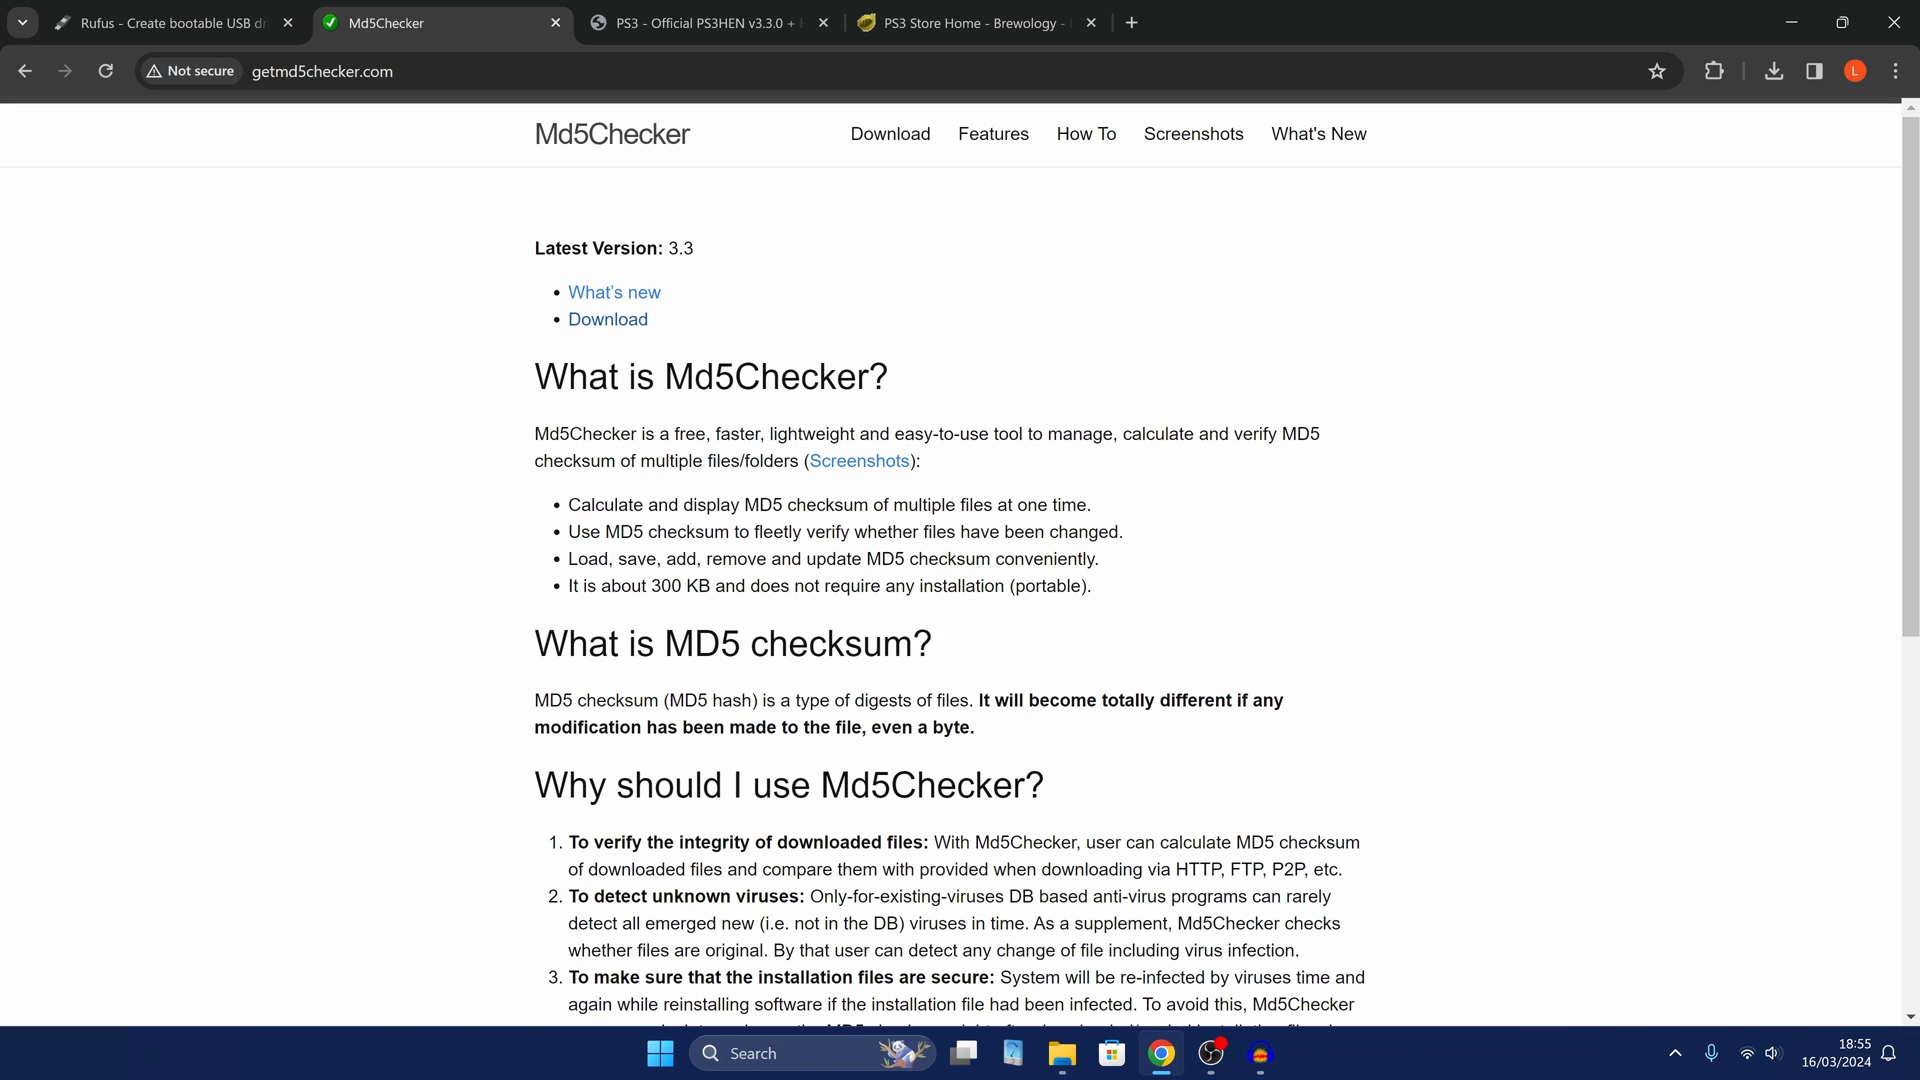 Rufus - Create bootable USB dr
Md5Checker
PS3 - Official PS3HEN v3.3.0 +
PS3 Store Home - Brewology -
Not secure
getmd5checker.com
L
Md5Checker
Download
Features
How To
Screenshots
What's New
Latest Version: 3.3
• What's new
• Download
What is Md5Checker?
Md5Checker is a free, faster, lightweight and easy-to-use tool to manage, calculate and verify MD5
checksum of multiple files/folders (Screenshots):
• Calculate and display MD5 checksum of multiple files at one time.
• Use MD5 checksum to fleetly verify whether files have been changed.
• Load, save, add, remove and update MD5 checksum conveniently.
• It is about 300 KB and does not require any installation (portable).
What is MD5 checksum?
MD5 checksum (MD5 hash) is a type of digests of files. It will become totally different if any
modification has been made to the file, even a byte.
Why should I use Md5Checker?
1. To verify the integrity of downloaded files: With Md5Checker, user can calculate MD5 checksum
of downloaded files and compare them with provided when downloading via HTTP, FTP, P2P, etc.
2. To detect unknown viruses: Only-for-existing-viruses DB based anti-virus programs can rarely
detect all emerged new (i.e. not in the DB) viruses in time. As a supplement, Md5Checker checks
whether files are original. By that user can detect any change of file including virus infection.
3. To make sure that the installation files are secure: System will be re-infected by viruses time and
again while reinstalling software if the installation file had been infected. To avoid this, Md5Checker
Search
18:55
16/03/2024